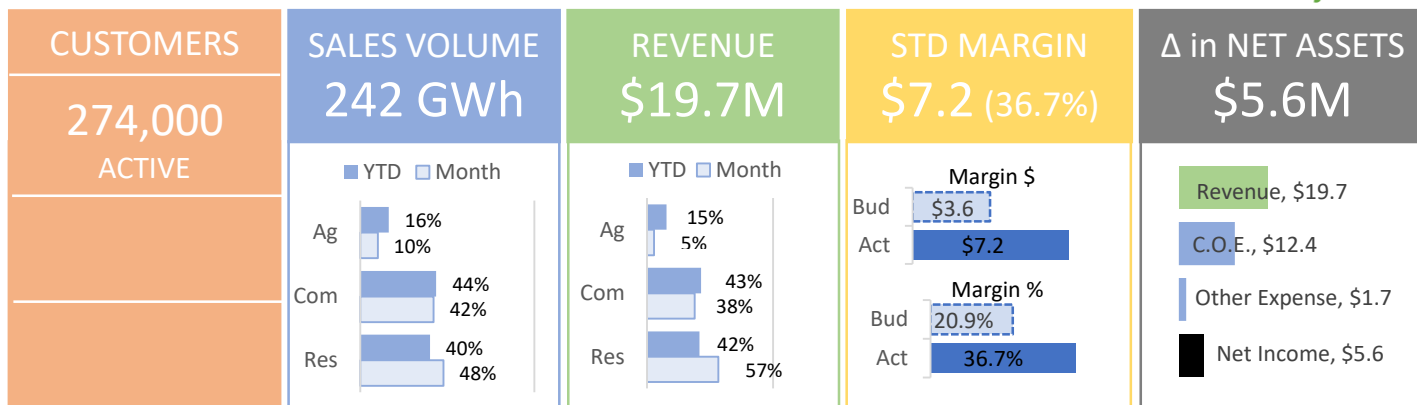 CUSTOMERS
274,000
ACTIVE
SALES VOLUME
242 GWh
YTD Month
Ag
16%
10%
Com
44%
42%
Res
40%
48%
REVENUE
$19.7M
YTD Month
Ag
15%
5%
Com
43%
38%
Res
42%
57%
STD MARGIN
$7.2 (36.7%)
Margin $
Bud $3.6
Act $7.2
Margin %
Bud 20.9%
Act 36.7%
Δ in NET ASSETS
$5.6M
Revenue, $19.7
C.O.E., $12.4
Other Expense, $1.7
Net Income, $5.6